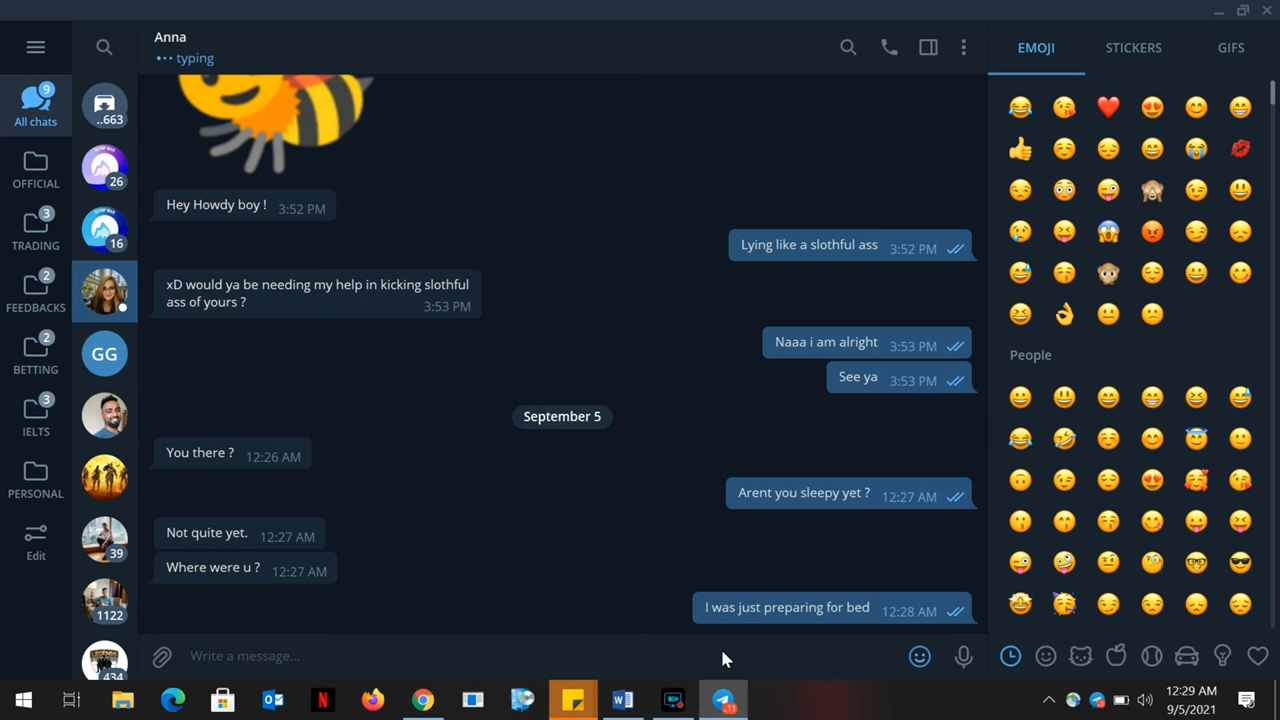 Anna
typing
EMOJI
STICKERS
GIFS
9
All chats
OFFICIAL
3
TRADING
2
FEEDBACKS
2
BETTING
3
IELTS
PERSONAL
Edit
..663
26
16
GG
39
1122
434
Hey Howdy boy ! 3:52 PM
Lying like a slothful ass 3:52 PM
xD would ya be needing my help in kicking slothful
ass of yours ? 3:53 PM
Naaa i am alright 3:53 PM
See ya 3:53 PM
September 5
You there ? 12:26 AM
Arent you sleepy yet ? 12:27 AM
Not quite yet. 12:27 AM
Where were u ? 12:27 AM
I was just preparing for bed 12:28 AM
Write a message...
People
12:29 AM
9/5/2021